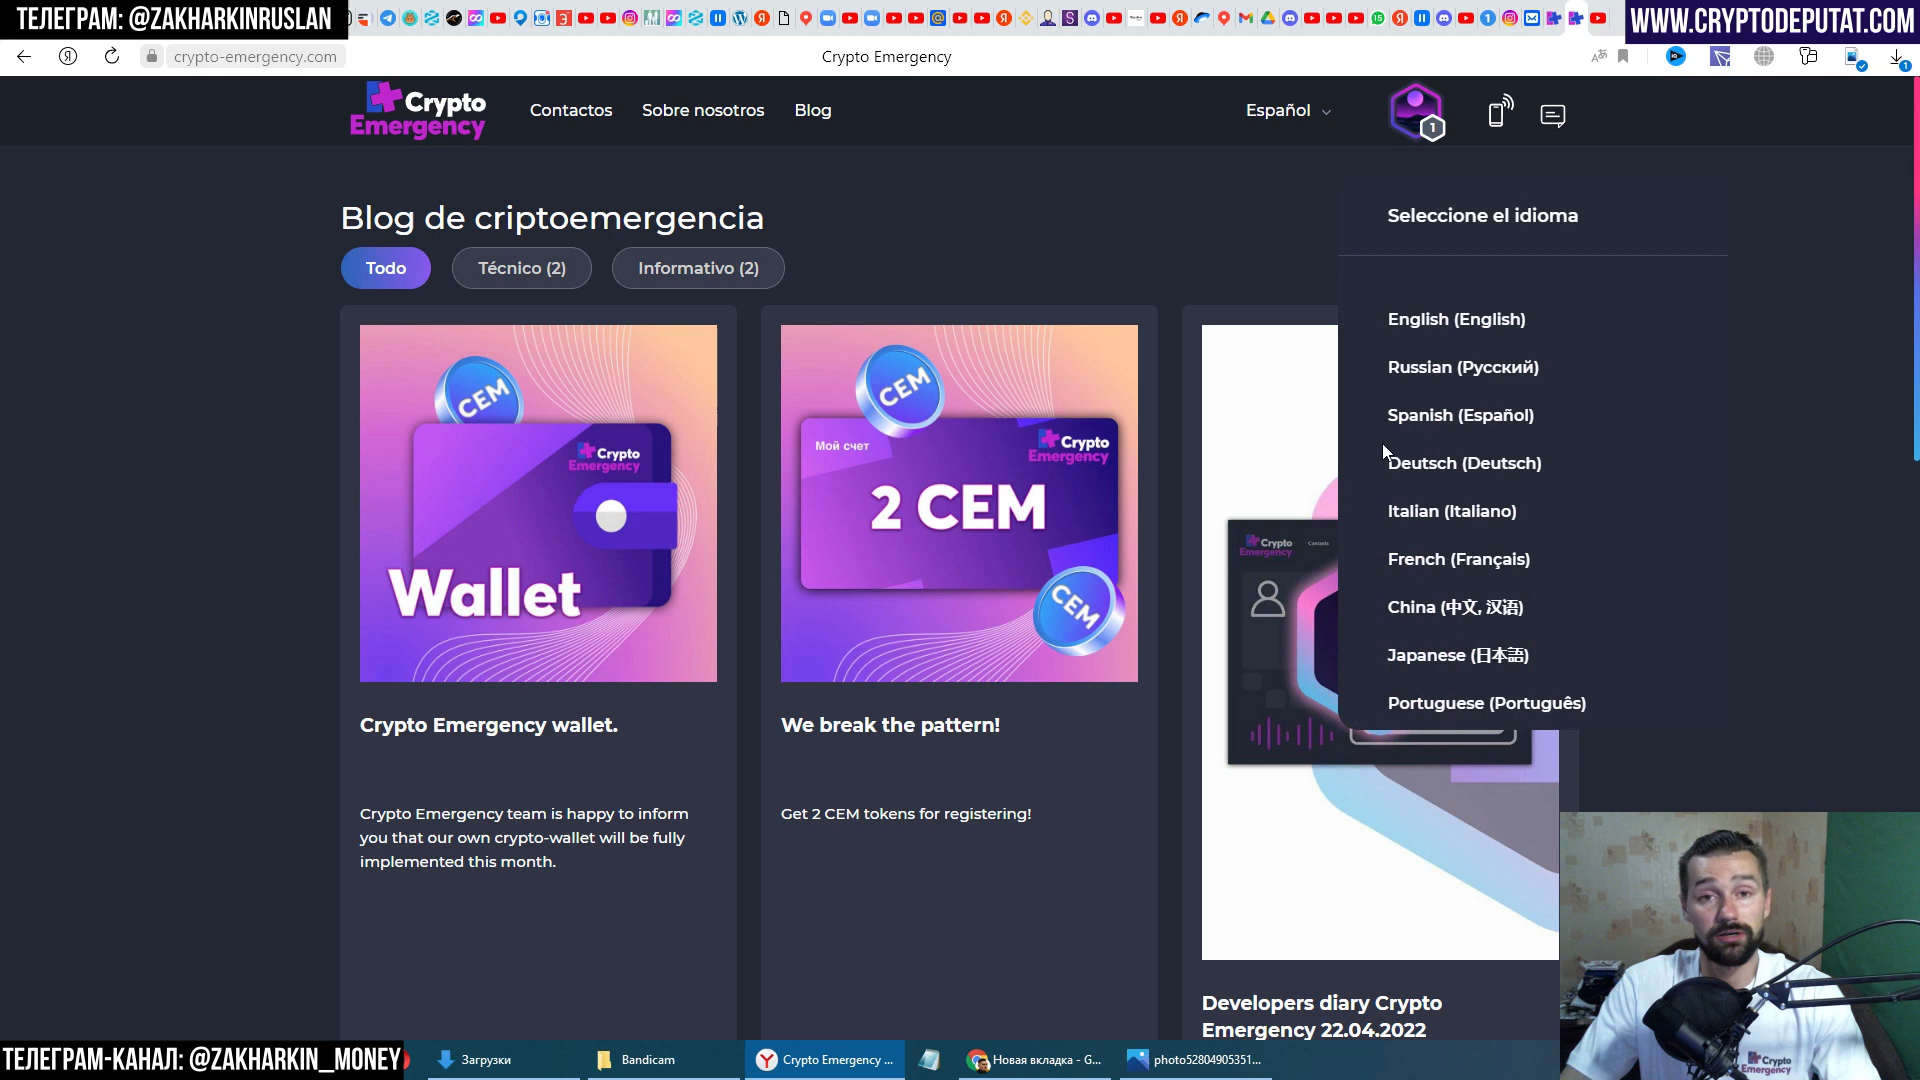 ТЕЛЕГРАМ: @ZAKHARKINRUSLAN
WWW.CRYPTODEPUTAT.COM
crypto-emergency.com
Crypto Emergency
Crypto
Emergency
Contactos
Sobre nosotros
Blog
Español
1
Blog de criptoemergencia
Todo
Técnico (2)
Informativo (2)
Seleccione el idioma
English (English)
Russian (Русский)
Spanish (Español)
Deutsch (Deutsch)
Italian (Italiano)
French (Français)
China (中文, 汉语)
Japanese (日本語)
Portuguese (Português)
CEM
Crypto
Emergency
Wallet
CEM
Мой счет
Crypto
Emergency
2 CEM
CEM
Crypto
Emergency
Contacts
Crypto Emergency wallet.
Crypto Emergency team is happy to inform
you that our own crypto-wallet will be fully
implemented this month.
We break the pattern!
Get 2 CEM tokens for registering!
Developers diary Crypto
Emergency 22.04.2022
Crypto
Emergency
ТЕЛЕГРАМ-КАНАЛ: @ZAKHARKIN_MONEY
Загрузки
Bandicam
Crypto Emergency ...
Новая вкладка - G...
photo52804905351...